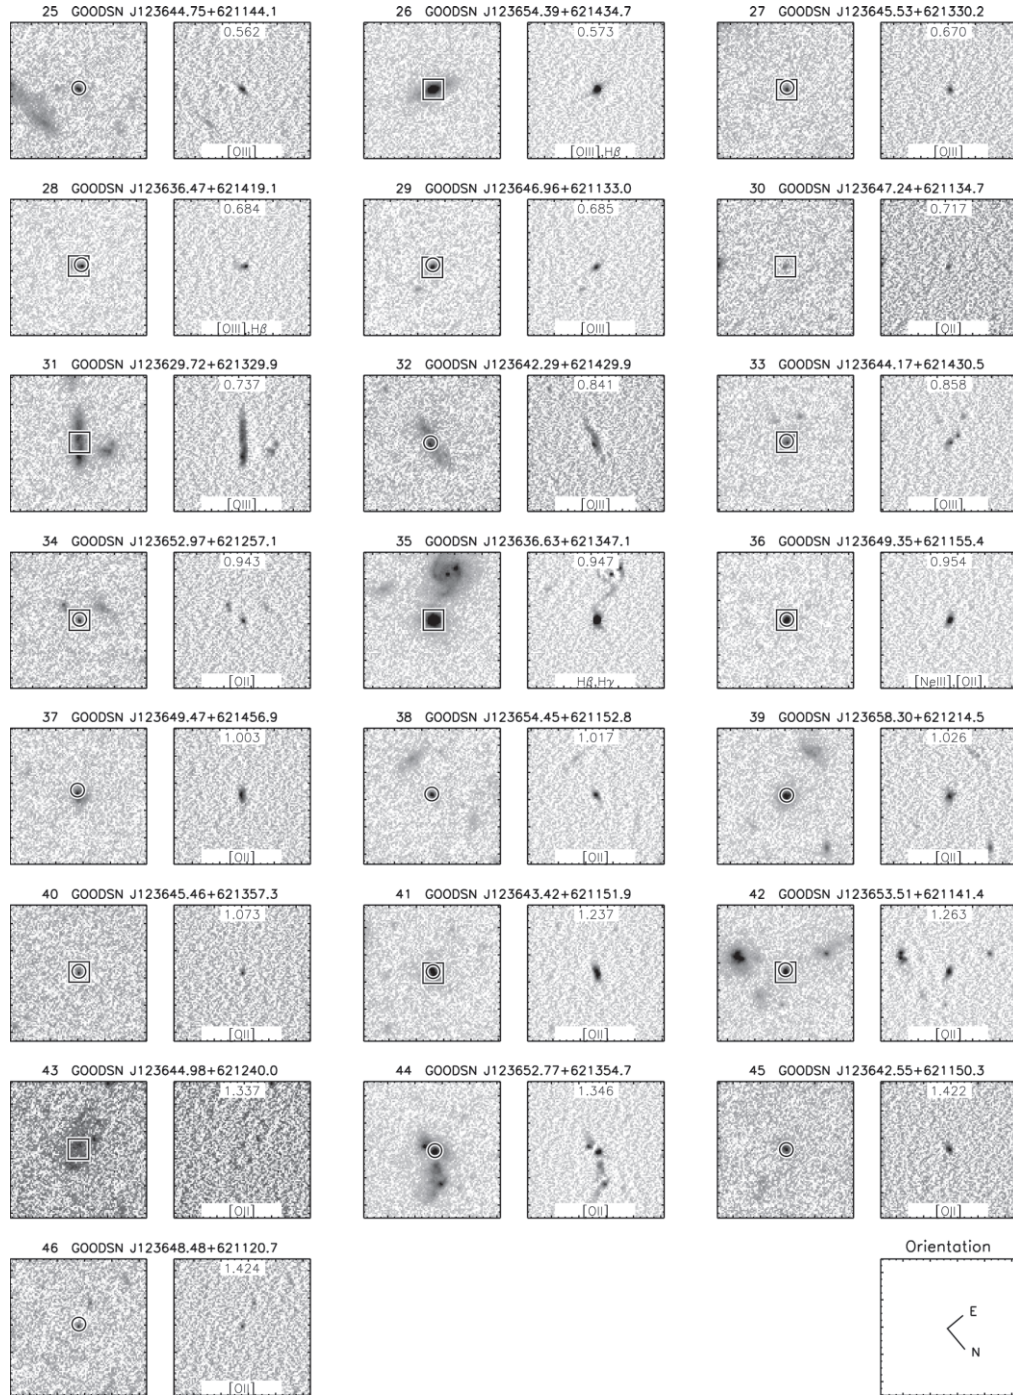 25 GOODSN J123644.75+621144.1
0.562
[OIII]
26 GOODSN J123654.39+621434.7
0.573
[OIII],Hβ
27 GOODSN J123645.53+621330.2
0.670
[OIII]
28 GOODSN J123636.47+621419.1
0.684
[OIII],Hβ
29 GOODSN J123646.96+621133.0
0.685
[OIII]
30 GOODSN J123647.24+621134.7
0.717
[OII]
31 GOODSN J123629.72+621329.9
0.737
[OIII]
32 GOODSN J123642.29+621429.9
0.841
[OIII]
33 GOODSN J123644.17+621430.5
0.858
[OIII]
34 GOODSN J123652.97+621257.1
0.943
[OII]
35 GOODSN J123636.63+621347.1
0.947
Hβ,Hγ
36 GOODSN J123649.35+621155.4
0.954
[NeIII],[OII]
37 GOODSN J123649.47+621456.9
1.003
[OII]
38 GOODSN J123654.45+621152.8
1.017
[OII]
39 GOODSN J123658.30+621214.5
1.026
[OII]
40 GOODSN J123645.46+621357.3
1.073
[OII]
41 GOODSN J123643.42+621151.9
1.237
[OII]
42 GOODSN J123653.51+621141.4
1.263
[OII]
43 GOODSN J123644.98+621240.0
1.337
[OII]
44 GOODSN J123652.77+621354.7
1.346
[OII]
45 GOODSN J123642.55+621150.3
1.422
[OII]
46 GOODSN J123648.48+621120.7
1.424
[OII]
Orientation
E
N